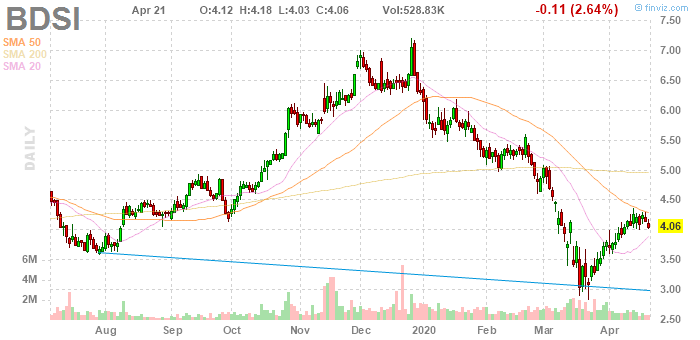 BDSI
Apr 21 O:4.12 H:4.18 L:4.03 C:4.06 Vol:528.83K -0.11 (2.64%)
© finviz.com
SMA 50
SMA 200
SMA 20
DAILY
7.50
7.00
6.50
6.00
5.50
5.00
4.50
4.06
3.50
3.00
2.50
6M
4M
2M
Aug Sep Oct Nov Dec 2020 Feb Mar Apr